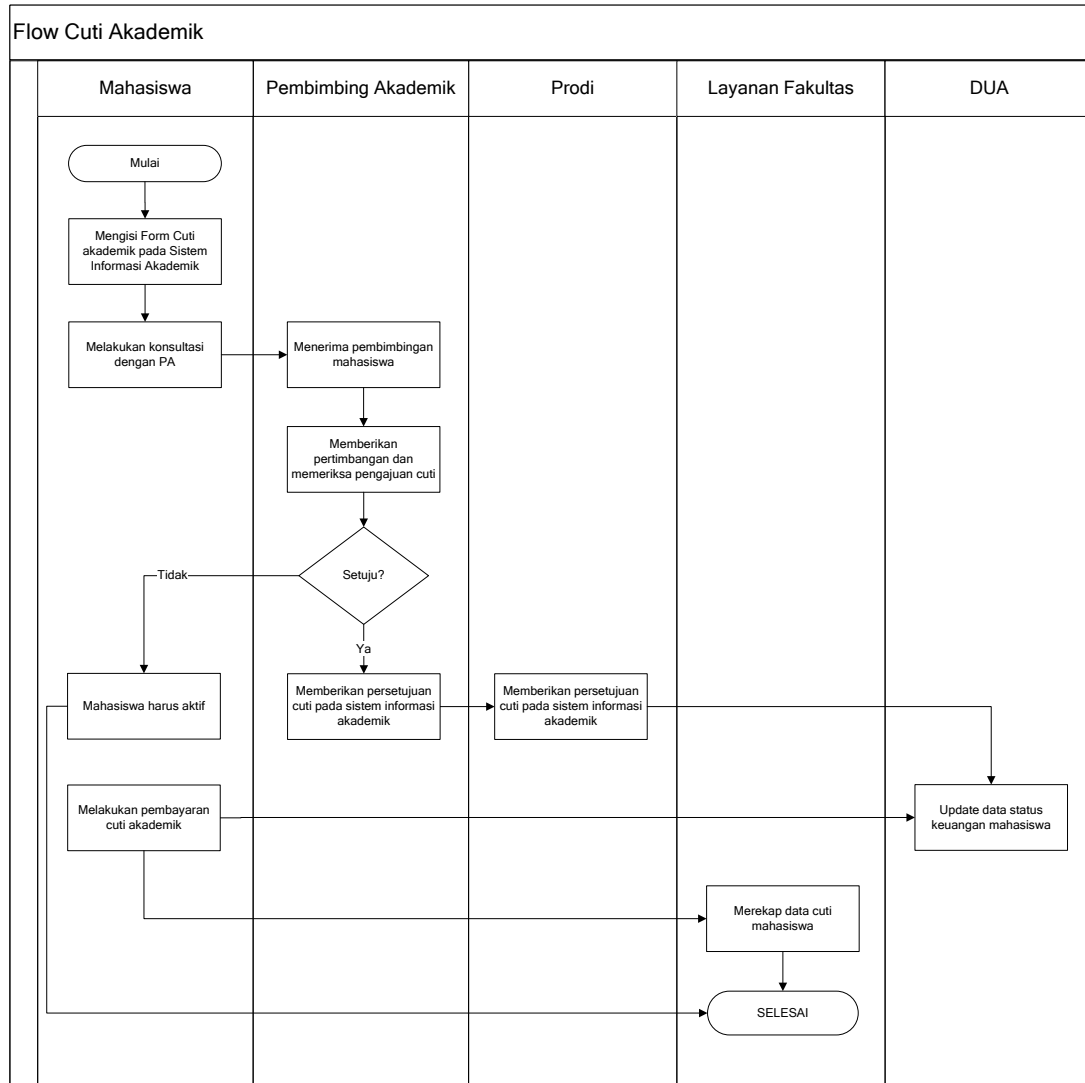 Flow Cuti Akademik
Mahasiswa
Pembimbing Akademik
Prodi
Layanan Fakultas
DUA
Mulai
Mengisi Form Cuti
akademik pada Sistem
Informasi Akademik
Melakukan konsultasi
dengan PA
Menerima pembimbingan
mahasiswa
Memberikan
pertimbangan dan
memeriksa pengajuan cuti
Setuju?
Tidak
Ya
Mahasiswa harus aktif
Memberikan persetujuan
cuti pada sistem informasi
akademik
Memberikan persetujuan
cuti pada sistem informasi
akademik
Melakukan pembayaran
cuti akademik
Update data status
keuangan mahasiswa
Merekap data cuti
mahasiswa
SELESAI